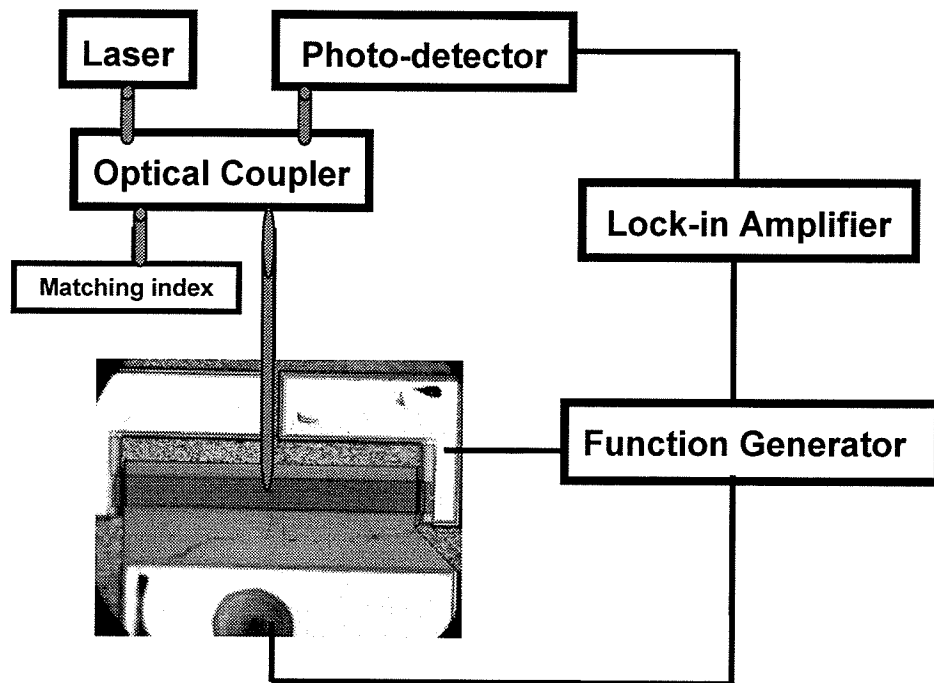 Laser
Photo-detector
Optical Coupler
Lock-in Amplifier
Matching index
Function Generator